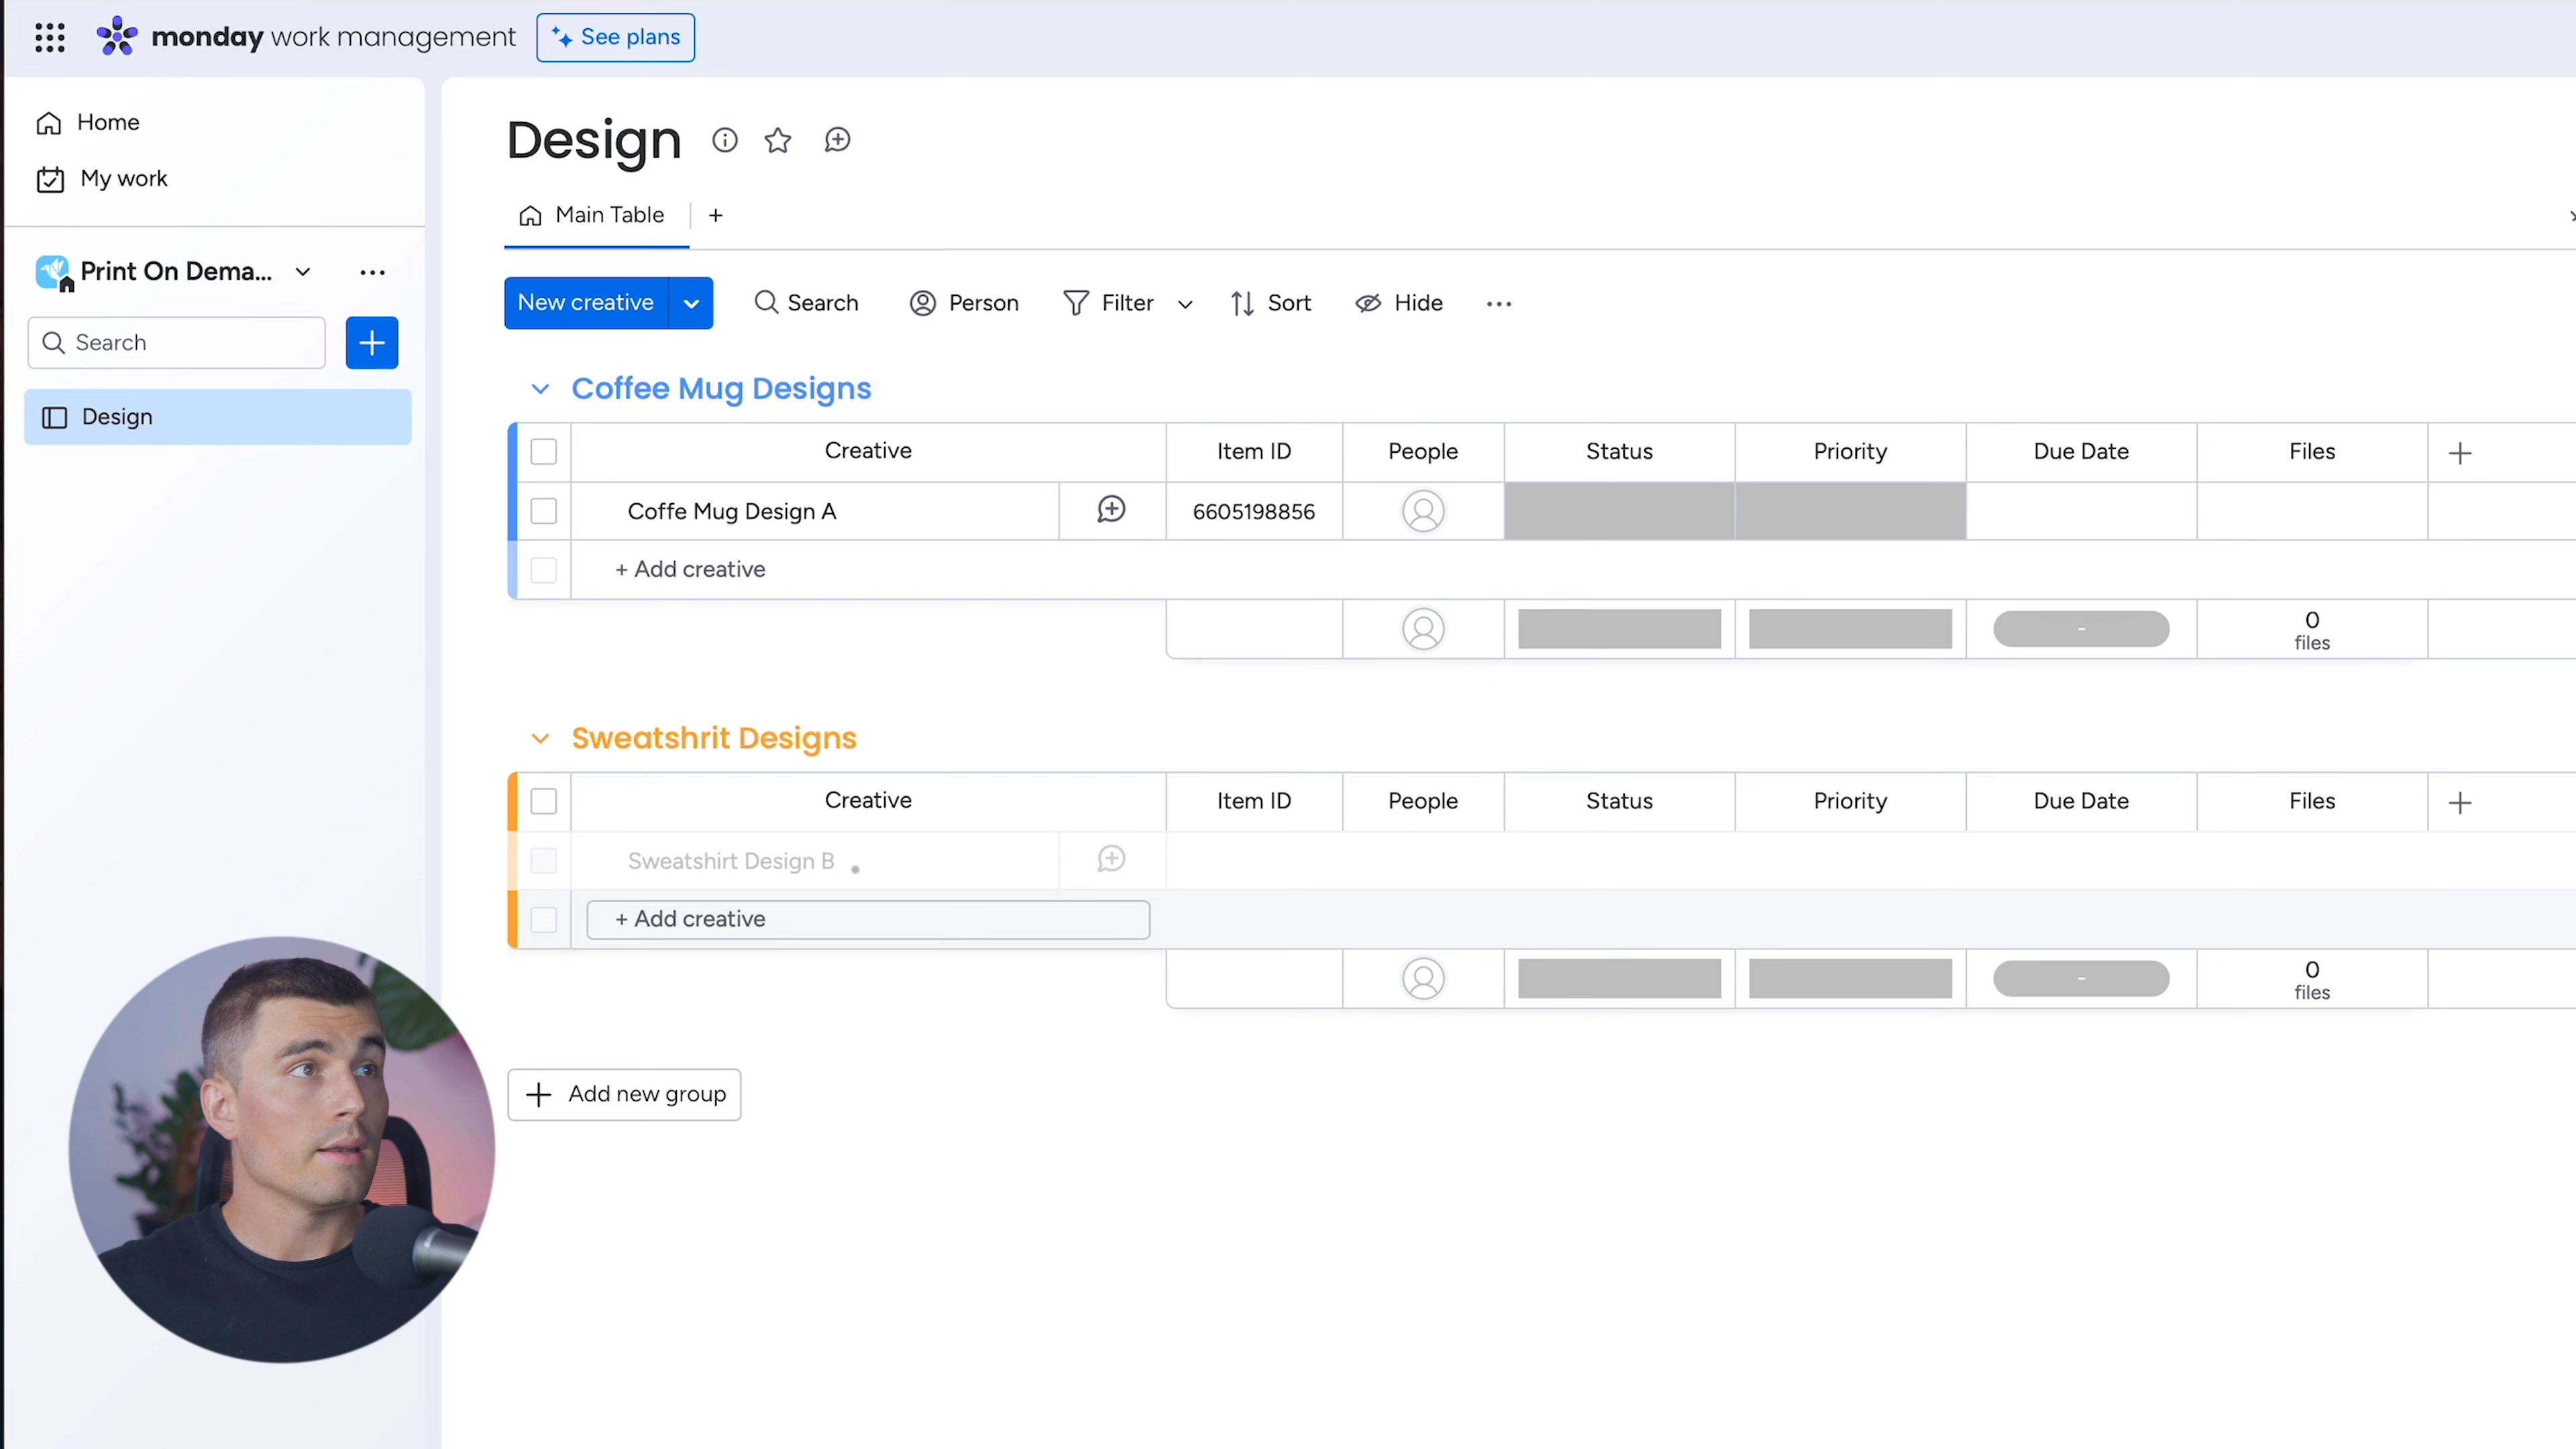 monday work management See plans
Home
My work
Print On Dema...
Search
Design
Design
Main Table +
New creative Search Person Filter Sort Hide
Coffee Mug Designs
Creative Item ID People Status Priority Due Date Files
Coffe Mug Design A 6605198856
+ Add creative
- 0
files
Sweatshrit Designs
Creative Item ID People Status Priority Due Date Files
Sweatshirt Design B
+ Add creative
- 0
files
Add new group